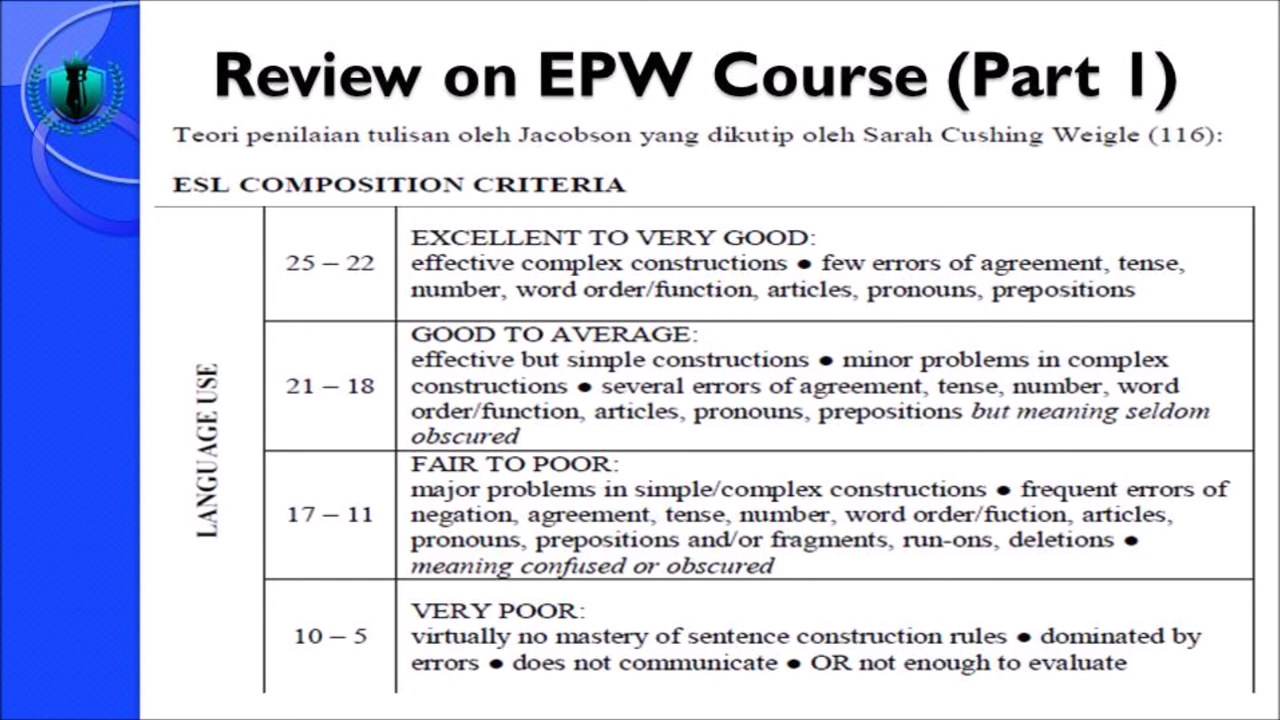 Review on EPW Course (Part 1)
Teori penilaian tulisan oleh Jacobson yang dikutip oleh Sarah Cushing Weigle (116):
ESL COMPOSITION CRITERIA
LANGUAGE USE
25 – 22
EXCELLENT TO VERY GOOD:
effective complex constructions ● few errors of agreement, tense,
number, word order/function, articles, pronouns, prepositions
21 – 18
GOOD TO AVERAGE:
effective but simple constructions ● minor problems in complex
constructions ● several errors of agreement, tense, number, word
order/function, articles, pronouns, prepositions but meaning seldom
obscured
17 – 11
FAIR TO POOR:
major problems in simple/complex constructions ● frequent errors of
negation, agreement, tense, number, word order/fuction, articles,
pronouns, prepositions and/or fragments, run-ons, deletions ●
meaning confused or obscured
10 – 5
VERY POOR:
virtually no mastery of sentence construction rules ● dominated by
errors ● does not communicate ● OR not enough to evaluate